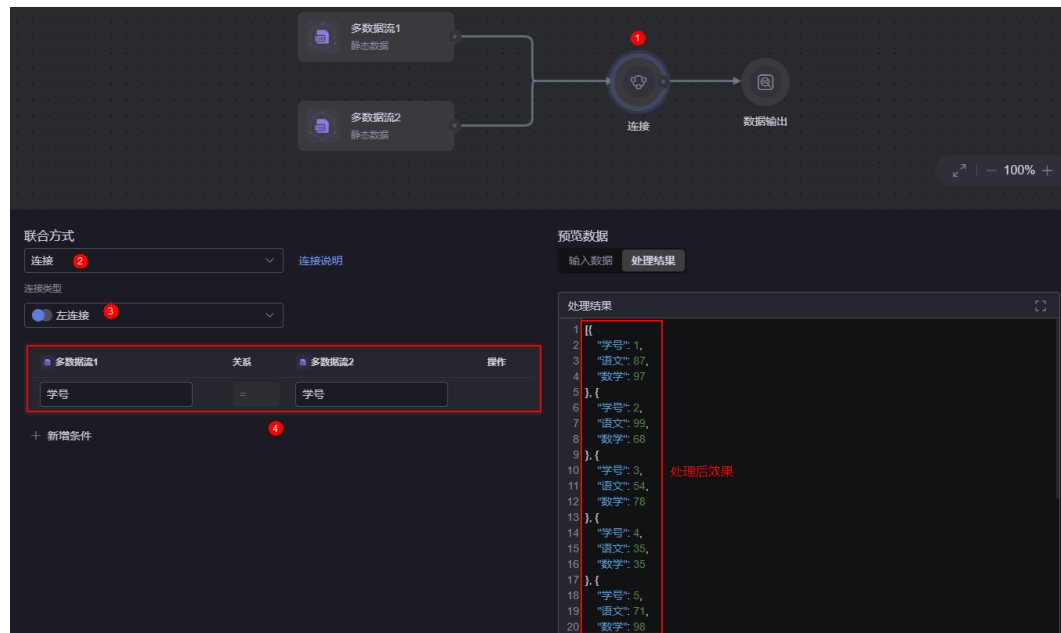 多数据流1
静态数据
1
多数据流2
静态数据
连接
数据输出
100%
联合方式
连接
2
连接说明
连接类型
左连接
3
多数据流1 关系 多数据流2 操作
学号 = 学号
+ 新增条件
4
预览数据
输入数据 处理结果
处理结果
1 [{
2 "学号": 1,
3 "语文": 87,
4 "数学": 97
5 }, {
6 "学号": 2,
7 "语文": 99,
8 "数学": 68
9 }, {
10 "学号": 3,
11 "语文": 54,
12 "数学": 78
13 }, {
14 "学号": 4,
15 "语文": 35,
16 "数学": 35
17 }, {
18 "学号": 5,
19 "语文": 71,
20 "数学": 98
处理后效果